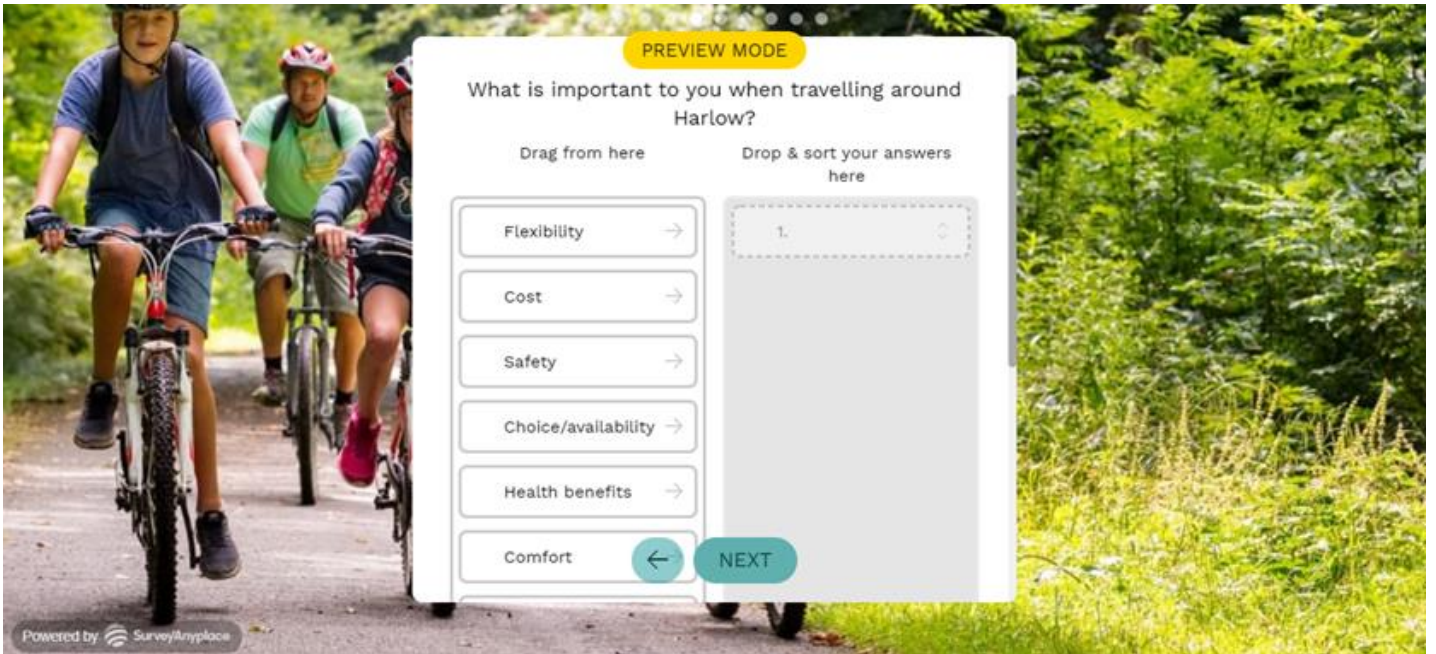 PREVIEW MODE
What is important to you when travelling around
Harlow?
Drag from here
Drop & sort your answers
here
Flexibility
1.
Cost
Safety
Choice/availability
Health benefits
Comfort
NEXT
Powered by SurveyAnyplace